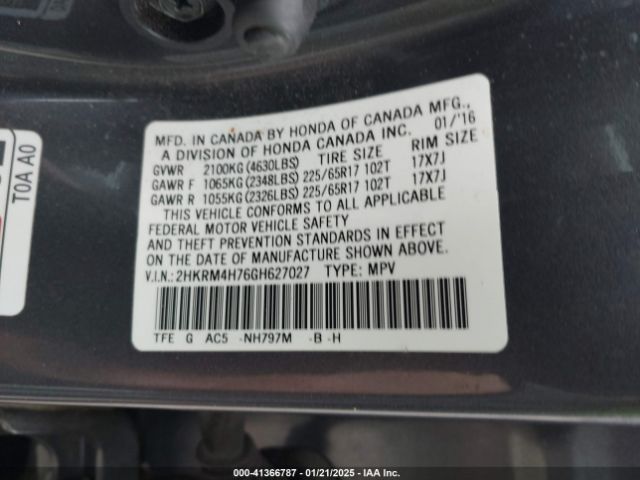 MFD. IN CANADA BY HONDA OF CANADA MFG.,
A DIVISION OF HONDA CANADA INC. 01/'16
GVWR 2100KG (4630LBS) TIRE SIZE RIM SIZE
GAWR F 1065KG (2348LBS) 225/65R17 102T 17X7J
GAWR R 1055KG (2326LBS) 225/65R17 102T 17X7J
THIS VEHICLE CONFORMS TO ALL APPLICABLE
FEDERAL MOTOR VEHICLE SAFETY
AND THEFT PREVENTION STANDARDS IN EFFECT
ON THE DATE OF MANUFACTURE SHOWN ABOVE.
V.I.N.: 2HKRM4H76GH627027 TYPE: MPV
TFE G AC5 -NH797M -B -H
T0A A0
000-41366787 - 01/21/2025 - IAA Inc.